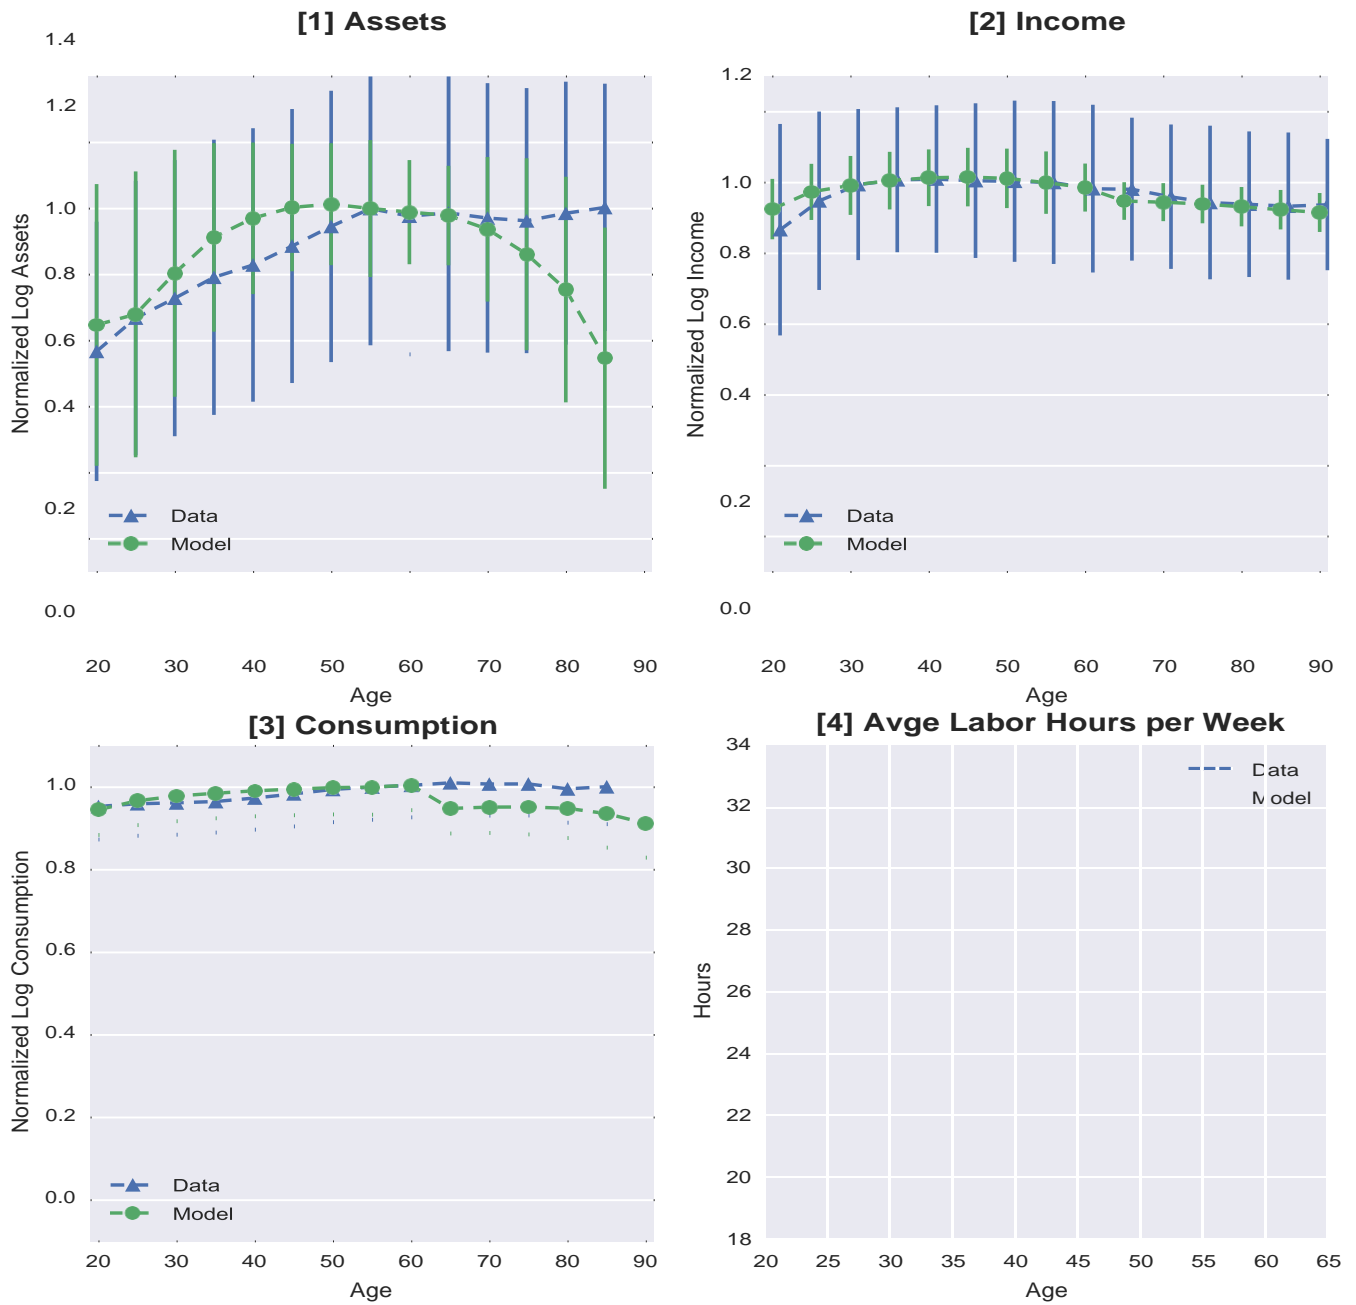 [1] Assets
1.4
1.2
1.0
0.8
0.6
0.4
0.2
0.0
Normalized Log Assets
Data
Model
20 30 40 50 60 70 80 90
Age
[2] Income
1.2
1.0
0.8
0.6
0.4
0.2
0.0
Normalized Log Income
Data
Model
20 30 40 50 60 70 80 90
Age
[3] Consumption
1.0
0.8
0.6
0.4
0.2
0.0
Normalized Log Consumption
Data
Model
20 30 40 50 60 70 80 90
Age
[4] Avge Labor Hours per Week
34
32
30
28
26
24
22
20
18
Hours
Data
Model
20 25 35 40 40 45 50 55 60 65
Age